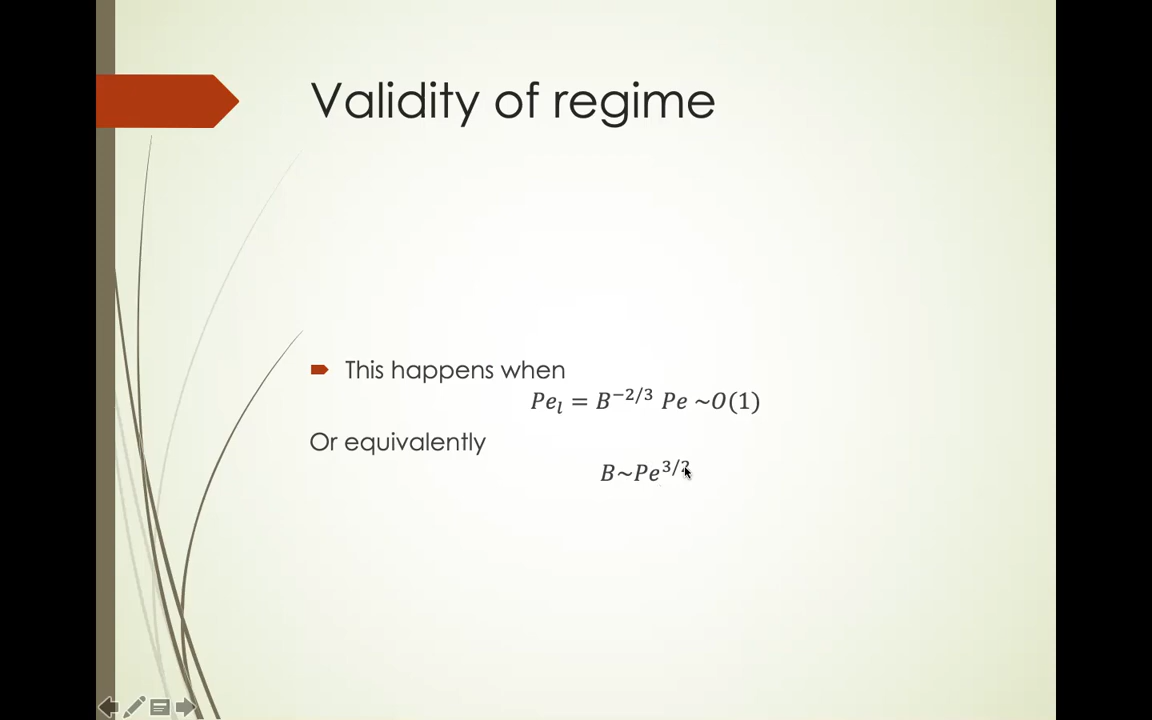 Validity of regime
This happens when
Pe_l = B^{-2/3} Pe ~O(1)
Or equivalently
B~Pe^{3/2}